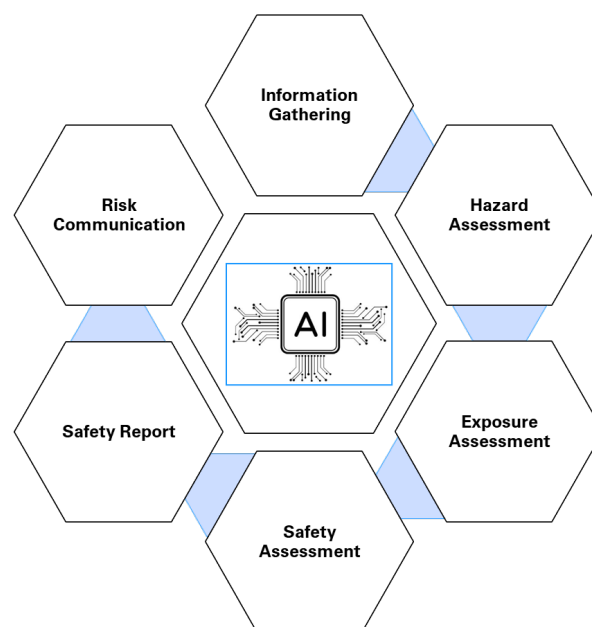 Information
Gathering
Hazard
Assessment
Exposure
Assessment
Safety
Assessment
Safety Report
Risk
Communication
AI